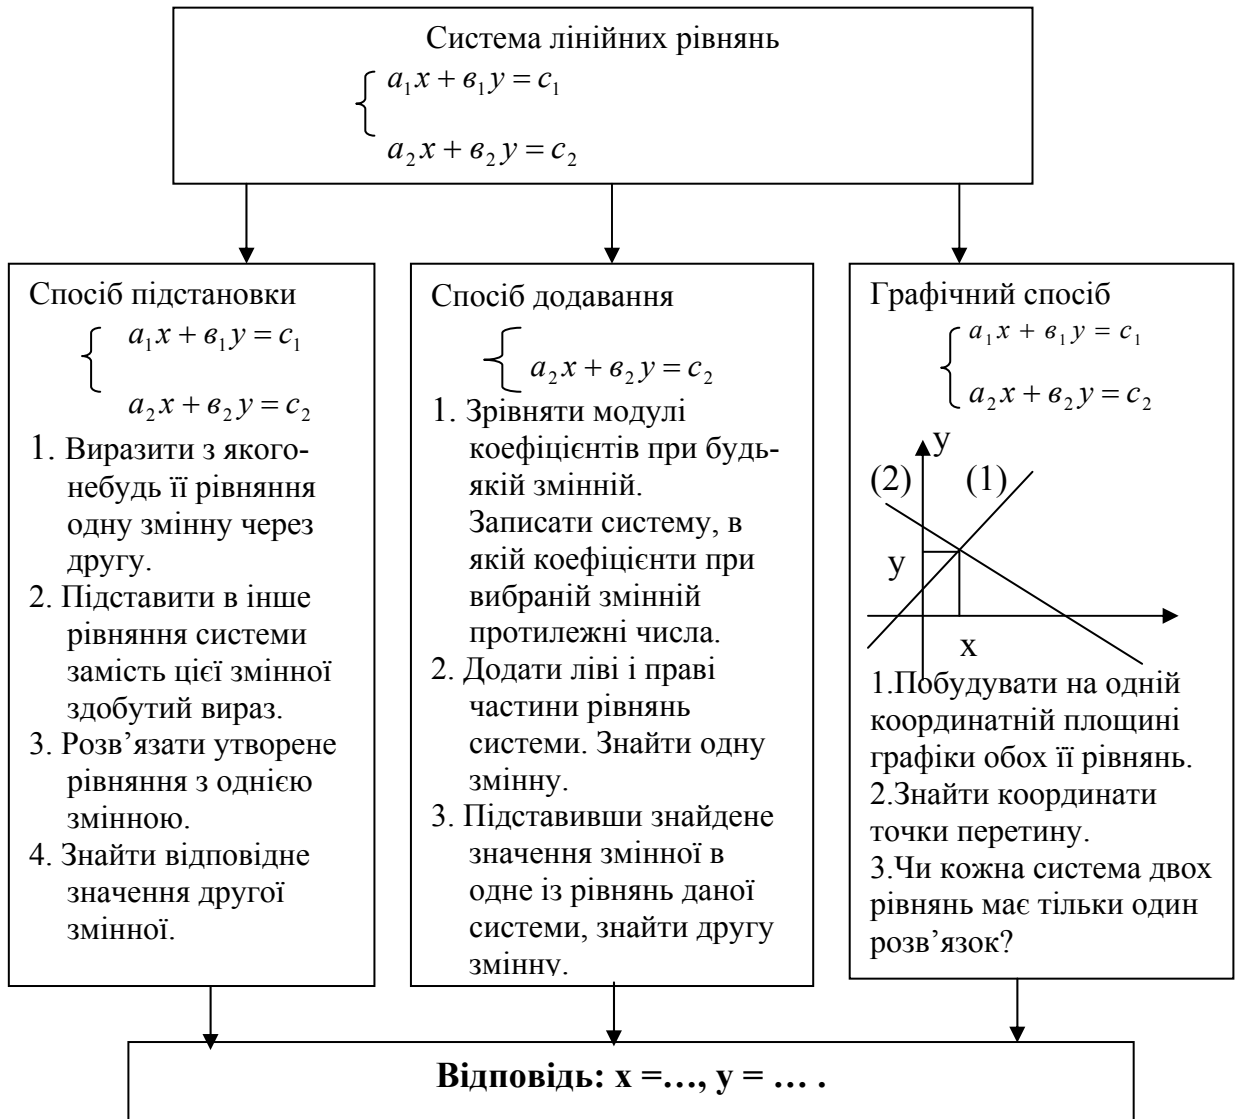 Система лінійних рівнянь
a₁x + в₁y = c₁
a₂x + в₂y = c₂
Спосіб підстановки
a₁x + в₁y = c₁
a₂x + в₂y = c₂
1. Виразити з якого-
небудь її рівняння
одну змінну через
другу.
2. Підставити в інше
рівняння системи
замість цієї змінної
здобутий вираз.
3. Розв’язати утворене
рівняння з однією
змінною.
4. Знайти відповідне
значення другої
змінної.
Спосіб додавання
a₂x + в₂y = c₂
1. Зрівняти модулі
коефіцієнтів при будь-
якій змінній.
Записати систему, в
якій коефіцієнти при
вибраній змінній
протилежні числа.
2. Додати ліві і праві
частини рівнянь
системи. Знайти одну
змінну.
3. Підставивши знайдене
значення змінної в
одне із рівнянь даної
системи, знайти другу
змінну.
Графічний спосіб
a₁x + в₁y = c₁
a₂x + в₂y = c₂
y
(2) (1)
y
x
1.Побудувати на одній
координатній площині
графіки обох її рівнянь.
2.Знайти координати
точки перетину.
3.Чи кожна система двох
рівнянь має тільки один
розв’язок?
Відповідь: x =…, y = … .